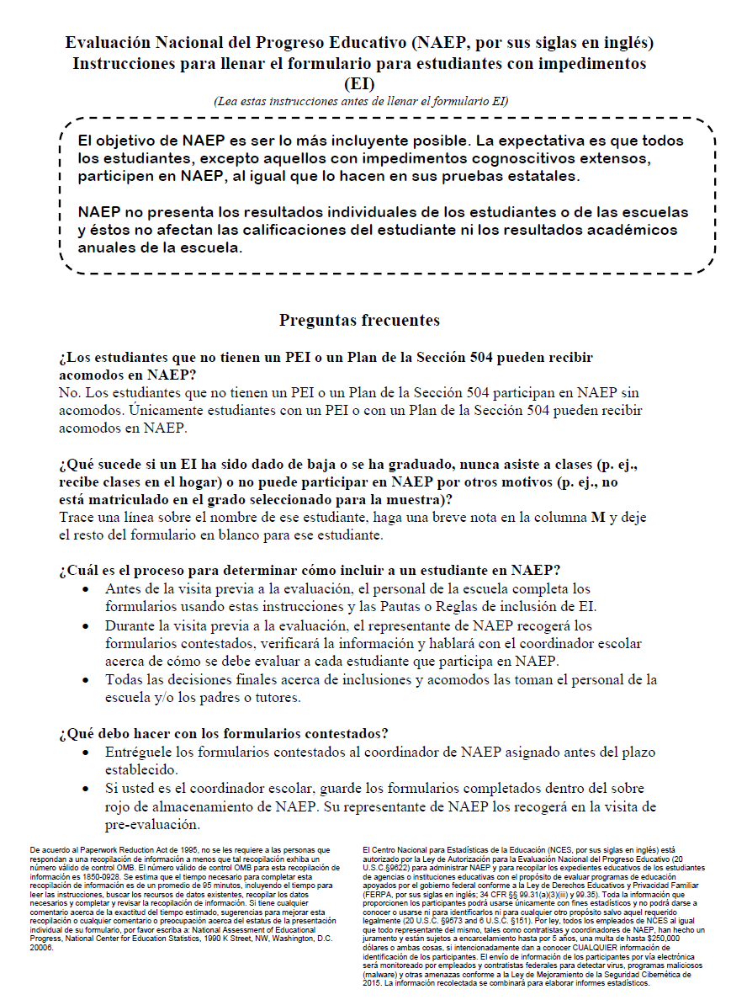 Evaluación Nacional del Progreso Educativo (NAEP, por sus siglas en inglés)
Instrucciones para llenar el formulario para estudiantes con impedimentos
(EI)
(Lea estas instrucciones antes de llenar el formulario EI)
El objetivo de NAEP es ser lo más incluyente posible. La expectativa es que todos
los estudiantes, excepto aquellos con impedimentos cognoscitivos extensos,
participen en NAEP, al igual que lo hacen en sus pruebas estatales.
NAEP no presenta los resultados individuales de los estudiantes o de las escuelas
y éstos no afectan las calificaciones del estudiante ni los resultados académicos
anuales de la escuela.
Preguntas frecuentes
¿Los estudiantes que no tienen un PEI o un Plan de la Sección 504 pueden recibir
acomodos en NAEP?
No. Los estudiantes que no tienen un PEI o un Plan de la Sección 504 participan en NAEP sin
acomodos. Únicamente estudiantes con un PEI o con un Plan de la Sección 504 pueden recibir
acomodos en NAEP.
¿Qué sucede si un EI ha sido dado de baja o se ha graduado, nunca asiste a clases (p. ej.,
recibe clases en el hogar) o no puede participar en NAEP por otros motivos (p. ej., no
está matriculado en el grado seleccionado para la muestra)?
Trace una línea sobre el nombre de ese estudiante, haga una breve nota en la columna M y deje
el resto del formulario en blanco para ese estudiante.
¿Cuál es el proceso para determinar cómo incluir a un estudiante en NAEP?
• Antes de la visita previa a la evaluación, el personal de la escuela completa los
formularios usando estas instrucciones y las Pautas o Reglas de inclusión de EI.
• Durante la visita previa a la evaluación, el representante de NAEP recogerá los
formularios contestados, verificará la información y hablará con el coordinador escolar
acerca de cómo se debe evaluar a cada estudiante que participa en NAEP.
• Todas las decisiones finales acerca de inclusiones y acomodos las toman el personal de la
escuela y/o los padres o tutores.
¿Qué debo hacer con los formularios contestados?
• Entréguele los formularios contestados al coordinador de NAEP asignado antes del plazo
establecido.
• Si usted es el coordinador escolar, guarde los formularios completados dentro del sobre
rojo de almacenamiento de NAEP. Su representante de NAEP los recogerá en la visita de
pre-evaluación.
De acuerdo al Paperwork Reduction Act de 1995, no se les requiere a las personas que
respondan a una recopilación de información a menos que tal recopilación exhiba un
número válido de control OMB. El número válido de control OMB para esta recopilación de
información es 1850-0928. Se estima que el tiempo necesario para completar esta
recopilación de información es de un promedio de 95 minutos, incluyendo el tiempo para
leer las instrucciones, buscar los recursos de datos existentes, recopilar los datos
necesarios y completar y revisar la recopilación de información. Si tiene cualquier
comentario acerca de la exactitud del tiempo estimado, sugerencias para mejorar esta
recopilación o cualquier comentario o preocupación acerca del estatus de la presentación
individual de su formulario, por favor escriba a: National Assessment of Educational
Progress, National Center for Education Statistics, 1990 K Street, NW, Washington, D.C.
20006.
El Centro Nacional para Estadísticas de la Educación (NCES, por sus siglas en inglés) está
autorizado por la Ley de Autorización para la Evaluación Nacional del Progreso Educativo (20
U.S.C.§9622) para administrar NAEP y para recopilar los expedientes educativos de los estudiantes
de agencias o instituciones educativas con el propósito de evaluar programas de educación
apoyados por el gobierno federal conforme a la Ley de Derechos Educativos y Privacidad Familiar
(FERPA, por sus siglas en inglés; 34 CFR §§ 99.31(a)(3)(iii) y 99.35). Toda la información que
proporcionen los participantes podrá usarse únicamente con fines estadísticos y no podrá darse a
conocer o usarse ni para identificarlos ni para cualquier otro propósito salvo aquel requerido
legalmente (20 U.S.C. §9573 and 6 U.S.C. §151). Por ley, todos los empleados de NCES al igual
que todo representante del mismo, tales como contratistas y coordinadores de NAEP, han hecho un
juramento y están sujetos a encarcelamiento hasta por 5 años, una multa de hasta $250,000
dólares o ambas cosas, si intencionadamente dan a conocer CUALQUIER información de
identificación de los participantes. El envío de información de los participantes por vía electrónica
será monitoreado por empleados y contratistas federales para detectar virus, programas maliciosos
(malware) y otras amenazas conforme a la Ley de Mejoramiento de la Seguridad Cibernética de
2015. La información recolectada se combinará para elaborar informes estadísticos.